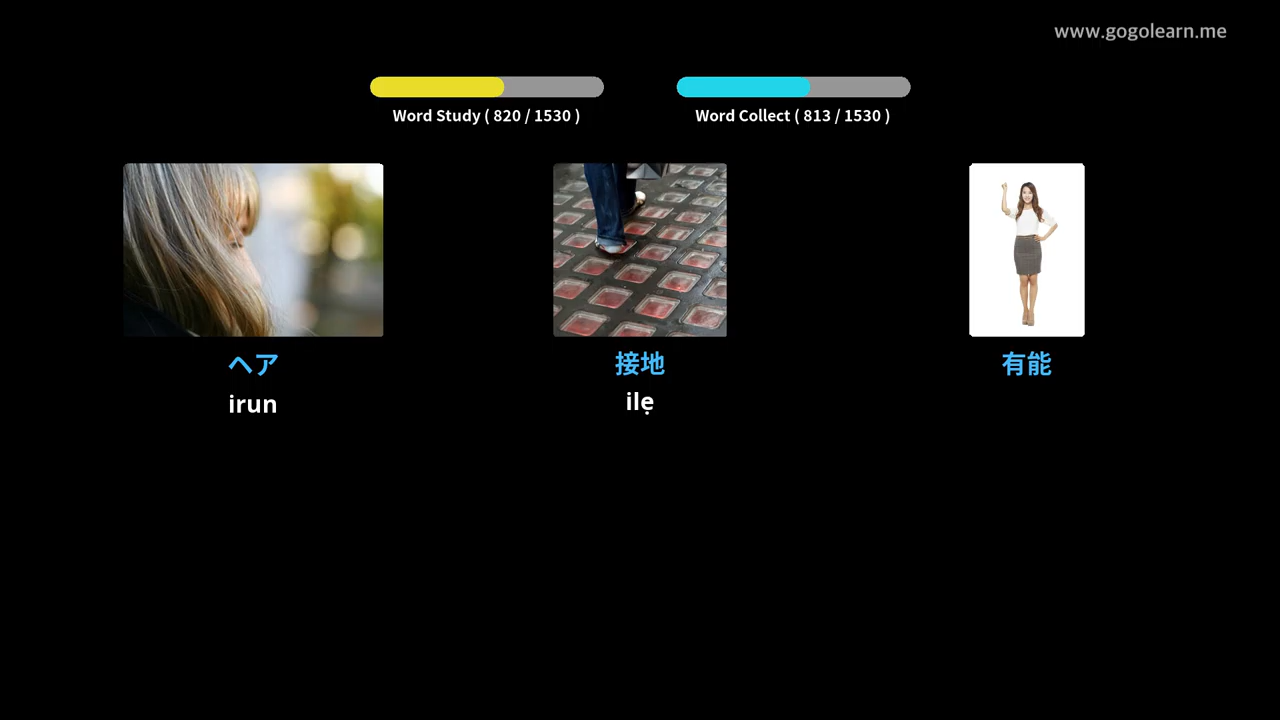 www.gogolearn.me
Word Study ( 820 / 1530 )
Word Collect ( 813 / 1530 )
ヘア
接地
有能
irun
ilẹ